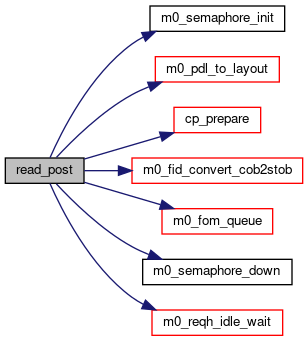 m0_semaphore_init
m0_pdl_to_layout
cp_prepare
read_post
m0_fid_convert_cob2stob
m0_fom_queue
m0_semaphore_down
m0_reqh_idle_wait